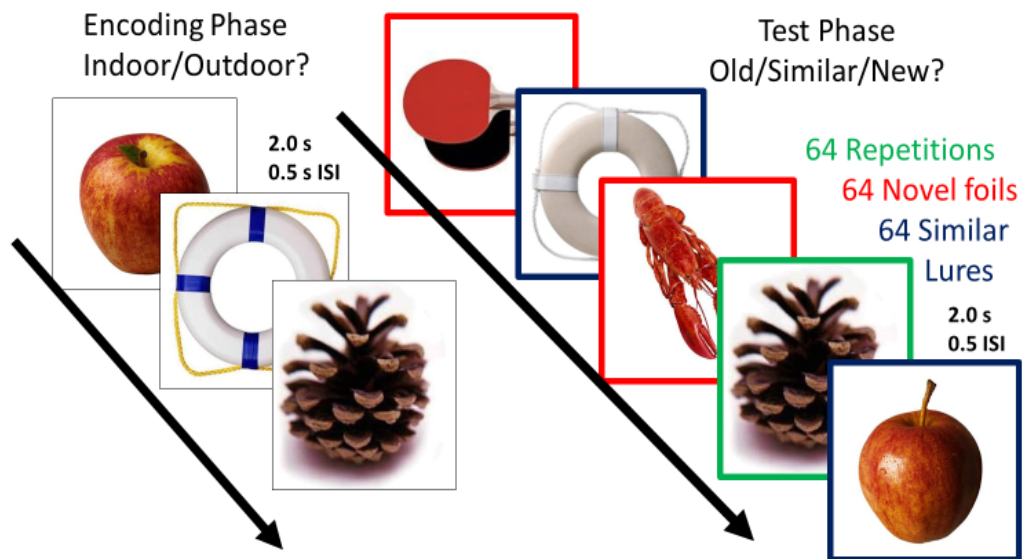 Encoding Phase
Indoor/Outdoor?
2.0 s
0.5 s ISI
Test Phase
Old/Similar/New?
64 Repetitions
64 Novel foils
64 Similar
Lures
2.0 s
0.5 ISI